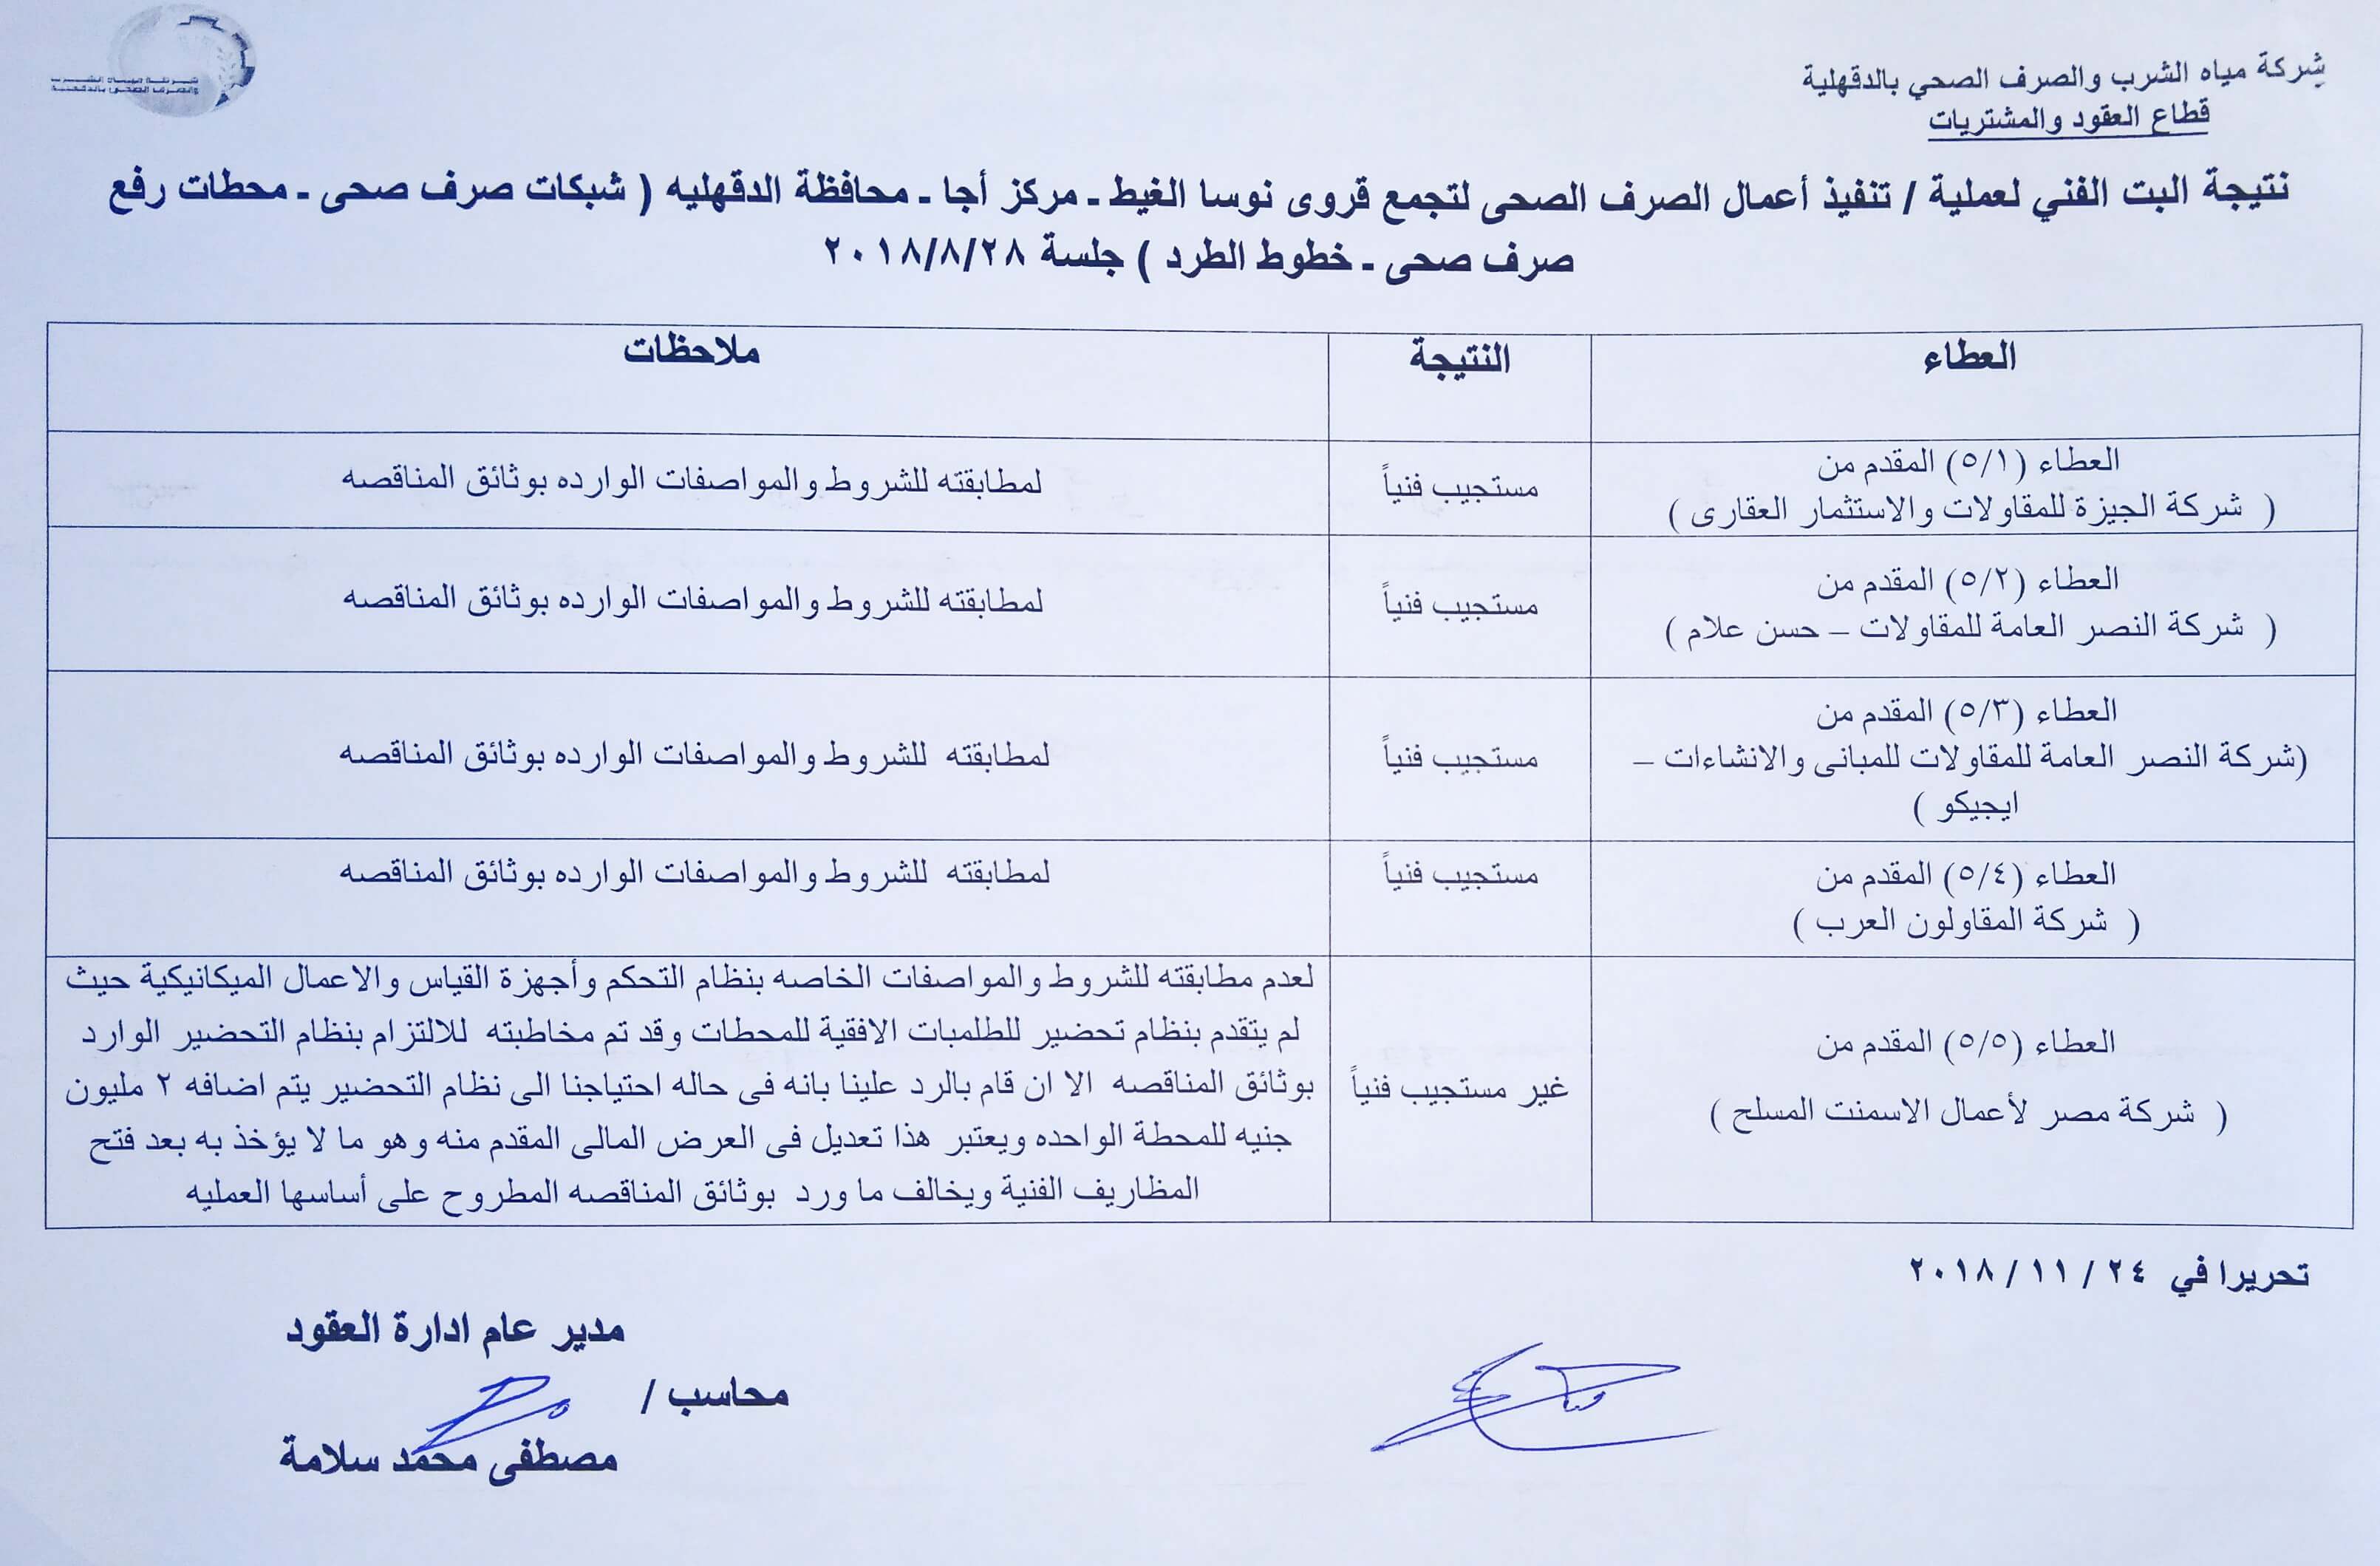 شركة مياه الشرب والصرف الصحي بالدقهلية
قطاع العقود والمشتريات
شركة مياه الشرب
والصرف الصحى بالدقهلية
نتيجة البت الفني لعملية / تنفيذ أعمال الصرف الصحى لتجمع قروى نوسا الغيط ـ مركز أجا ـ محافظة الدقهليه ( شبكات صرف صحى ـ محطات رفع
صرف صحى ـ خطوط الطرد ) جلسة ٢٠١٨/٨/٢٨
العطاء
النتيجة
ملاحظات
العطاء (٥/١) المقدم من
( شركة الجيزة للمقاولات والاستثمار العقارى )
مستجيب فنياً
لمطابقته للشروط والمواصفات الوارده بوثائق المناقصه
العطاء (٥/٢) المقدم من
( شركة النصر العامة للمقاولات – حسن علام )
مستجيب فنياً
لمطابقته للشروط والمواصفات الوارده بوثائق المناقصه
العطاء (٥/٣) المقدم من
(شركة النصر العامة للمقاولات للمبانى والانشاءات –
ايجيكو )
مستجيب فنياً
لمطابقته للشروط والمواصفات الوارده بوثائق المناقصه
العطاء (٥/٤) المقدم من
( شركة المقاولون العرب )
مستجيب فنياً
لمطابقته للشروط والمواصفات الوارده بوثائق المناقصه
العطاء (٥/٥) المقدم من
( شركة مصر لأعمال الاسمنت المسلح )
غير مستجيب فنياً
لعدم مطابقته للشروط والمواصفات الخاصه بنظام التحكم وأجهزة القياس والاعمال الميكانيكية حيث
لم يتقدم بنظام تحضير للطلمبات الافقية للمحطات وقد تم مخاطبته للالتزام بنظام التحضير الوارد
بوثائق المناقصه الا ان قام بالرد علينا بانه فى حاله احتياجنا الى نظام التحضير يتم اضافه ٢ مليون
جنيه للمحطة الواحده ويعتبر هذا تعديل فى العرض المالى المقدم منه وهو ما لا يؤخذ به بعد فتح
المظاريف الفنية ويخالف ما ورد بوثائق المناقصه المطروح على أساسها العمليه
تحريرا في ٢٤ / ١١ / ٢٠١٨
مدير عام ادارة العقود
محاسب /
مصطفى محمد سلامة